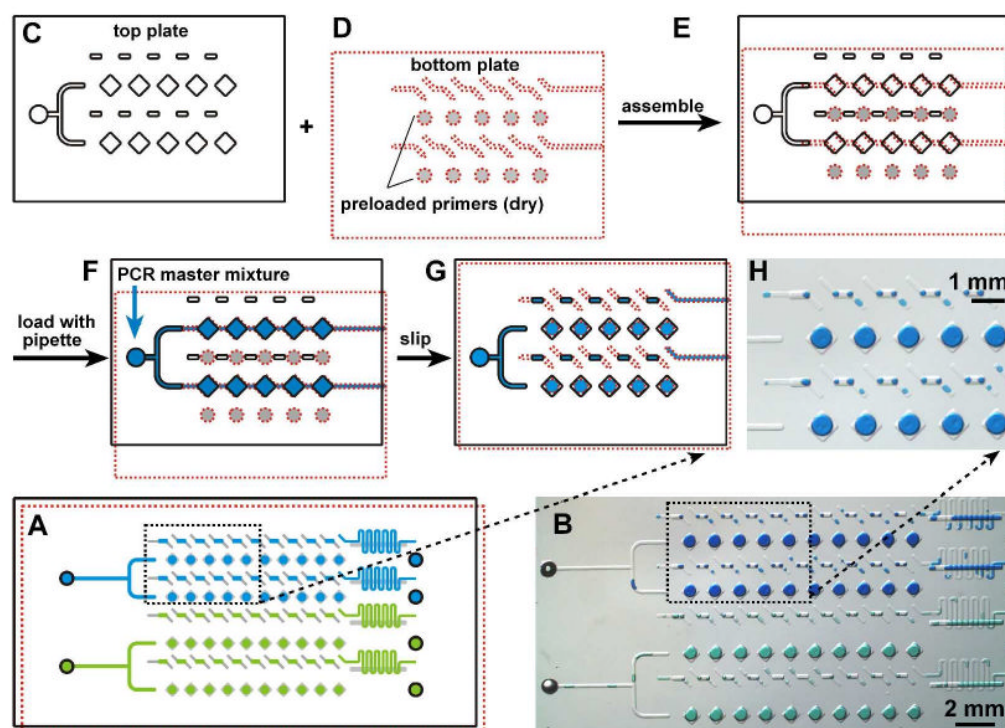 C
top plate
D
bottom plate
preloaded primers (dry)
+
assemble
E
load with
pipette
F
PCR master mixture
slip
G
H
1 mm
A
B
2 mm